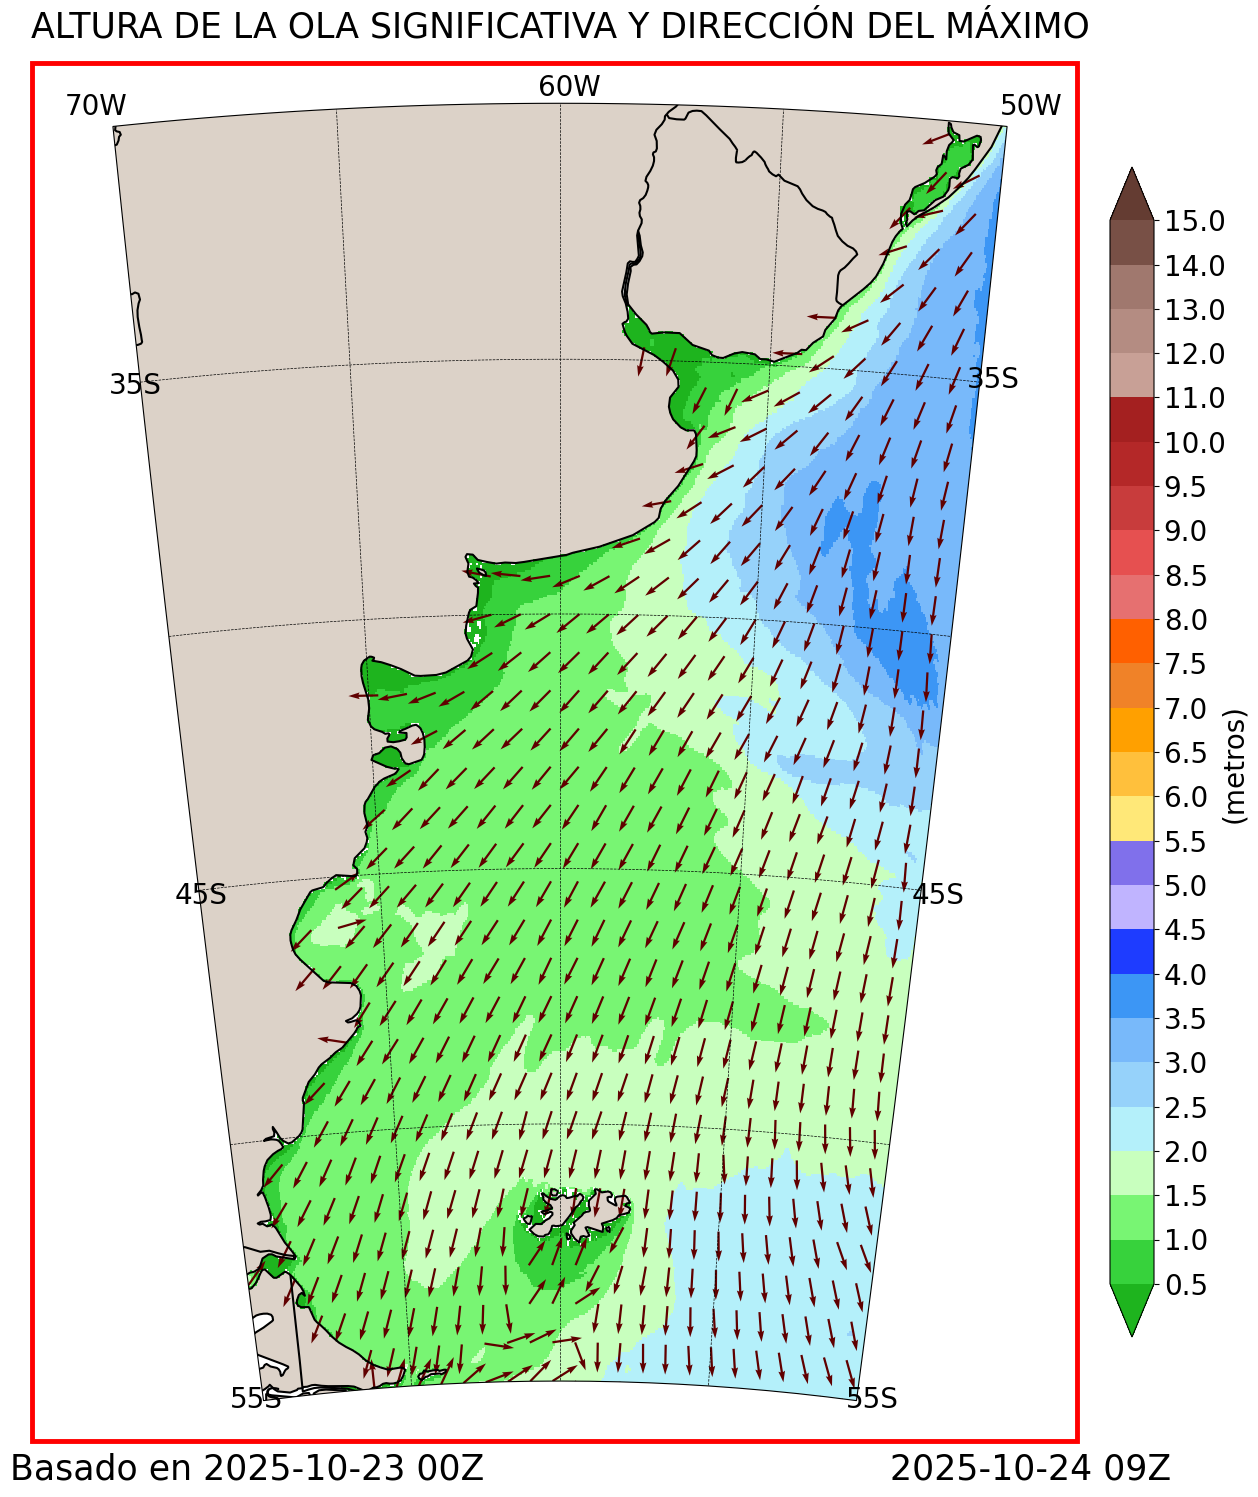 ALTURA DE LA OLA SIGNIFICATIVA Y DIRECCIÓN DEL MÁXIMO
70W
60W
50W
35S
35S
45S
45S
55S
55S
15.0
14.0
13.0
12.0
11.0
10.0
9.5
9.0
8.5
8.0
7.5
7.0
6.5
6.0
5.5
5.0
4.5
4.0
3.5
3.0
2.5
2.0
1.5
1.0
0.5
(metros)
Basado en 2025-10-23 00Z
2025-10-24 09Z